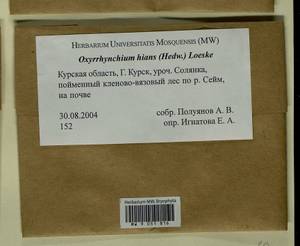 HERBARIUM UNIVERSITATIS MOSQUENSIS (MW)
Oxyrrhynchium hians (Hedw.) Loeske
Курская область, Г. Курск, уроч. Солянка,
пойменный кленово-вязовый лес по р. Сейм,
на почве
30.08.2004 собр. Полуянов А. В.
152 опр. Игнатова Е. А.
Herbarium MW Bryophyta